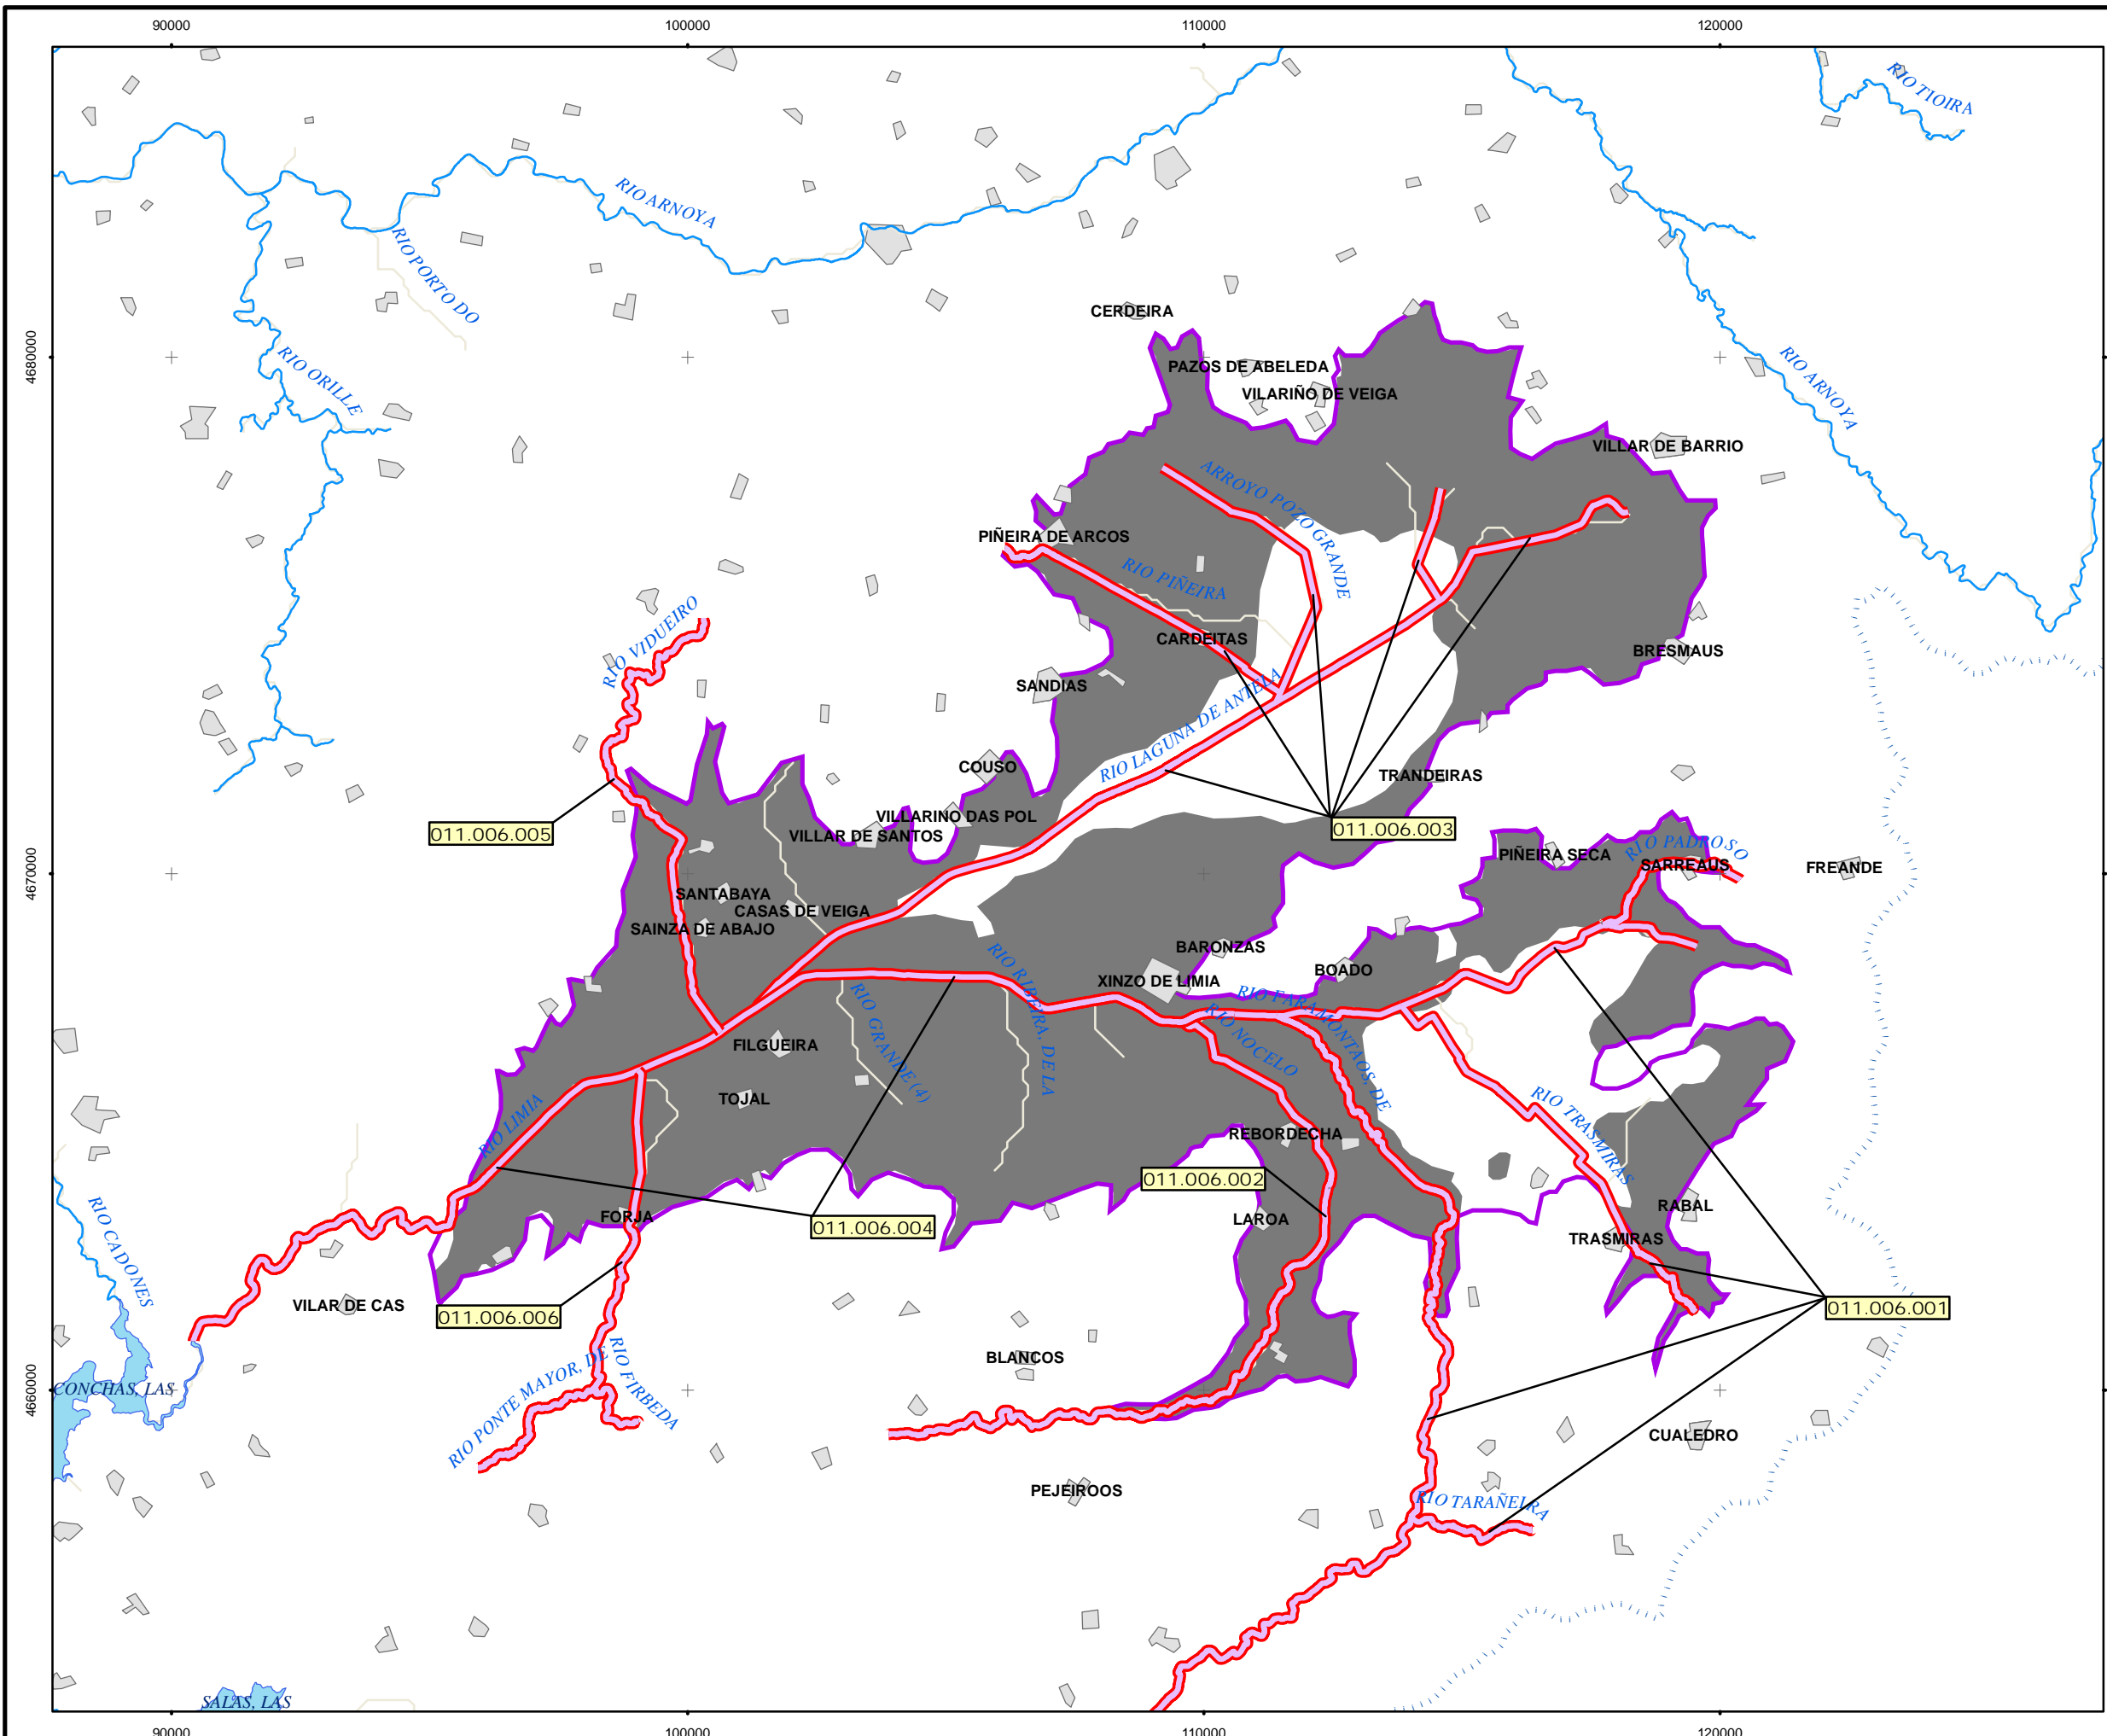 90000 100000 110000 120000
RIO TIOIRA
RIO ARNOYA
RIO PORTO DO
CERDEIRA
4680000
RIO ORILLE
PAZOS DE ABELEDA
RIO ARNOYA
VILARIÑO DE VEIGA
VILLAR DE BARRIO
ARROYO POZO GRANDE
PIÑEIRA DE ARCOS
RIO PIÑEIRA
RIO VIDUEIRO
CARDEITAS
BRESMAUS
SANDIAS
RIO LAGUNA DE ANTELA
COUSO
TRANDEIRAS
VILLARINO DAS POL
011.006.005
VILLAR DE SANTOS
011.006.003
RIO PADROSO
PIÑEIRA SECA
SARREAUS
FREANDE
4670000
SANTABAYA
CASAS DE VEIGA
SAINZA DE ABAJO
BARONZAS
BOADO
XINZO DE LIMIA
RIO RIBEIRA, DE LA
RIO GRANDE (4)
RIO FARAMONTAOS, DE
RIO NOCELO
FILGUEIRA
TOJAL
RIO LIMIA
RIO TRASMIRAS
REBORDECHA
011.006.002
RABAL
FORJA
LAROA
011.006.004
TRASMIRAS
RIO CADONES
VILAR DE CAS
011.006.006
011.006.001
BLANCOS
RIO PONTE MAYOR, DE
RIO FIRBEDA
CONCHAS, LAS
4660000
CUALEDRO
PEJEIROOS
RIO TARAÑEIRA
SALAS, LAS
90000 100000 110000 120000